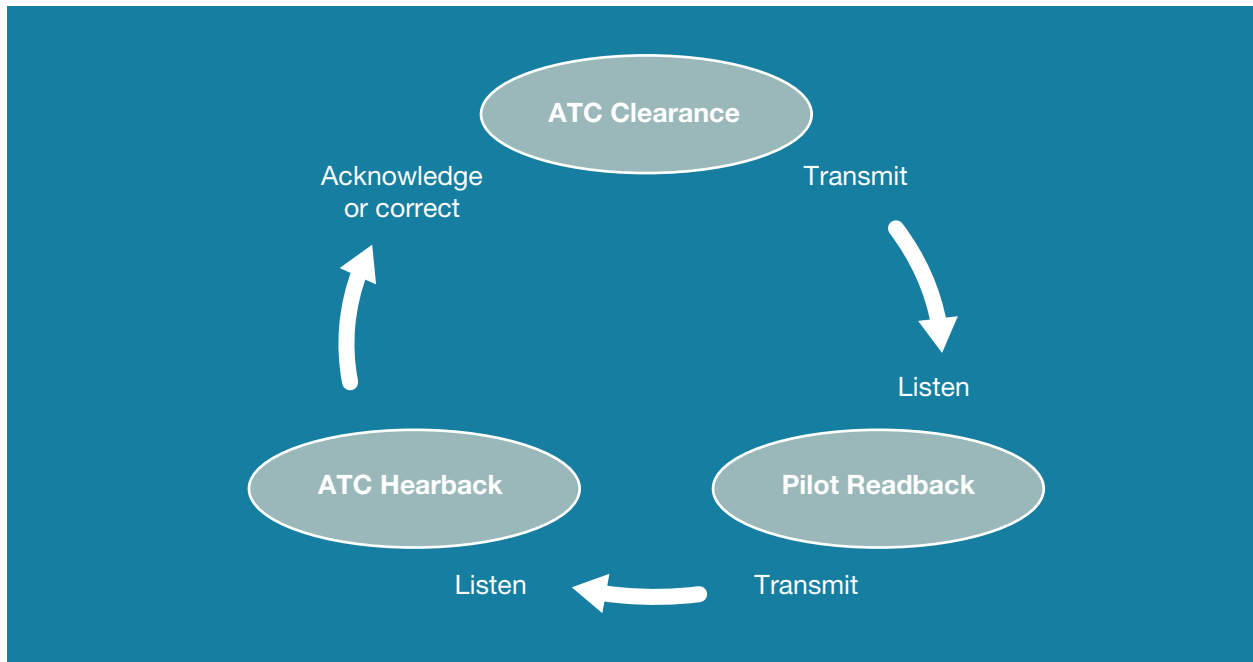 ATC Clearance
Acknowledge
or correct
Transmit
Listen
ATC Hearback
Pilot Readback
Listen
Transmit